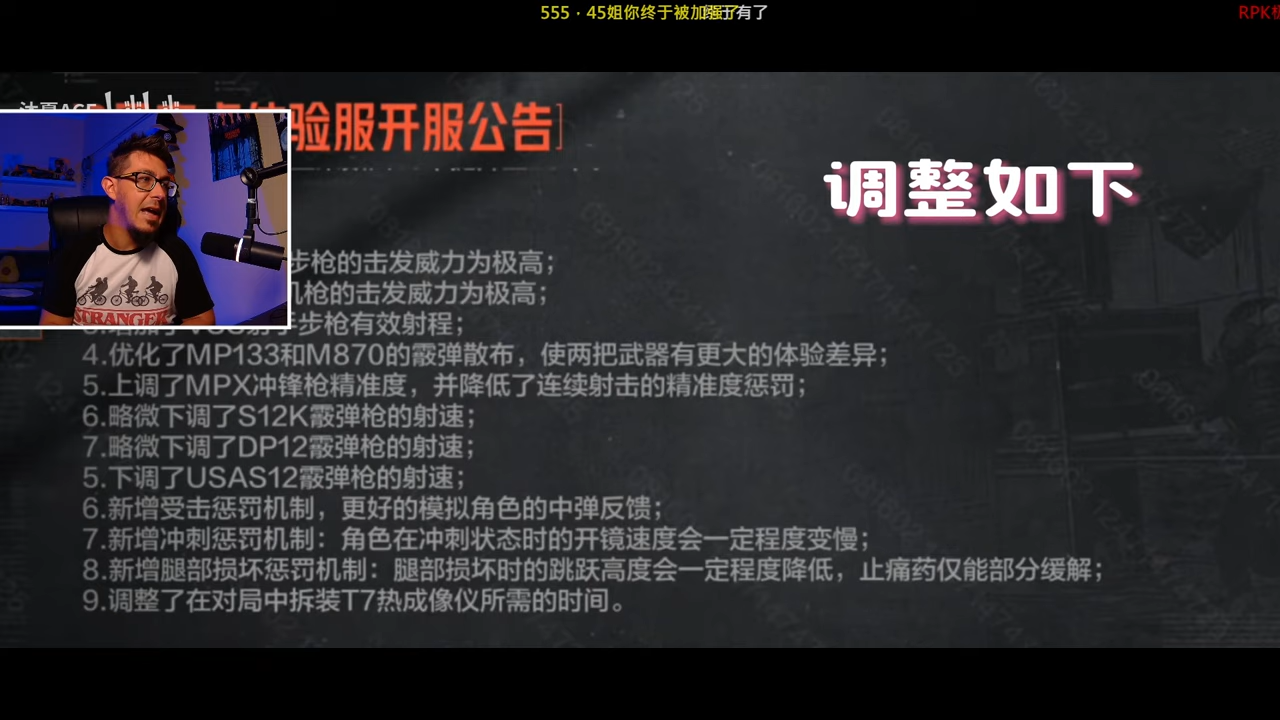 555·45姐你终于被加强了
终于有了
RPK
验服开服公告]
调整如下
步枪的击发威力为极高；
机枪的击发威力为极高；
手步枪有效射程；
4.优化了MP133和M870的霰弹散布，使两把武器有更大的体验差异；
5.上调了MPX冲锋枪精准度，并降低了连续射击的精准度惩罚；
6.略微下调了S12K霰弹枪的射速；
7.略微下调了DP12霰弹枪的射速；
5.下调了USAS12霰弹枪的射速；
6.新增受击惩罚机制，更好的模拟角色的中弹反馈；
7.新增冲刺惩罚机制：角色在冲刺状态时的开镜速度会一定程度变慢；
8.新增腿部损坏惩罚机制：腿部损坏时的跳跃高度会一定程度降低，止痛药仅能部分缓解；
9.调整了在对局中拆装T7热成像仪所需的时间。
STRANGER